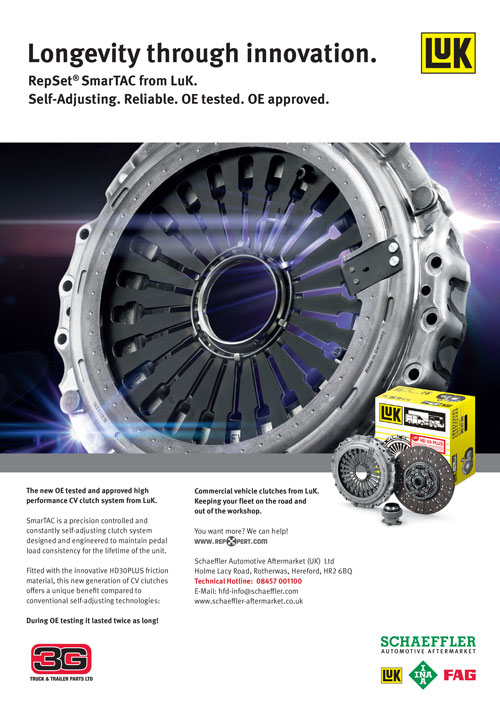 Longevity through innovation.
LUK
RepSet® SmarTAC from LuK.
Self-Adjusting. Reliable. OE tested. OE approved.
LUK
HD 30 PLUS
The new OE tested and approved high
performance CV clutch system from LuK.
SmarTAC is a precision controlled and
constantly self-adjusting clutch system
designed and engineered to maintain pedal
load consistency for the lifetime of the unit.
Fitted with the innovative HD30PLUS friction
material, this new generation of CV clutches
offers a unique benefit compared to
conventional self-adjusting technologies:
During OE testing it lasted twice as long!
Commercial vehicle clutches from LuK.
Keeping your fleet on the road and
out of the workshop.
You want more? We can help!
WWW.REPXPERT.COM
Schaeffler Automotive Aftermarket (UK) Ltd
Holme Lacy Road, Rotherwas, Hereford, HR2 6BQ
Technical Hotline: 08457 001100
E-Mail: hfd-info@schaeffler.com
www.schaeffler-aftermarket.co.uk
3G
TRUCK & TRAILER PARTS LTD
SCHAEFFLER
AUTOMOTIVE AFTERMARKET
LUK
INA
FAG